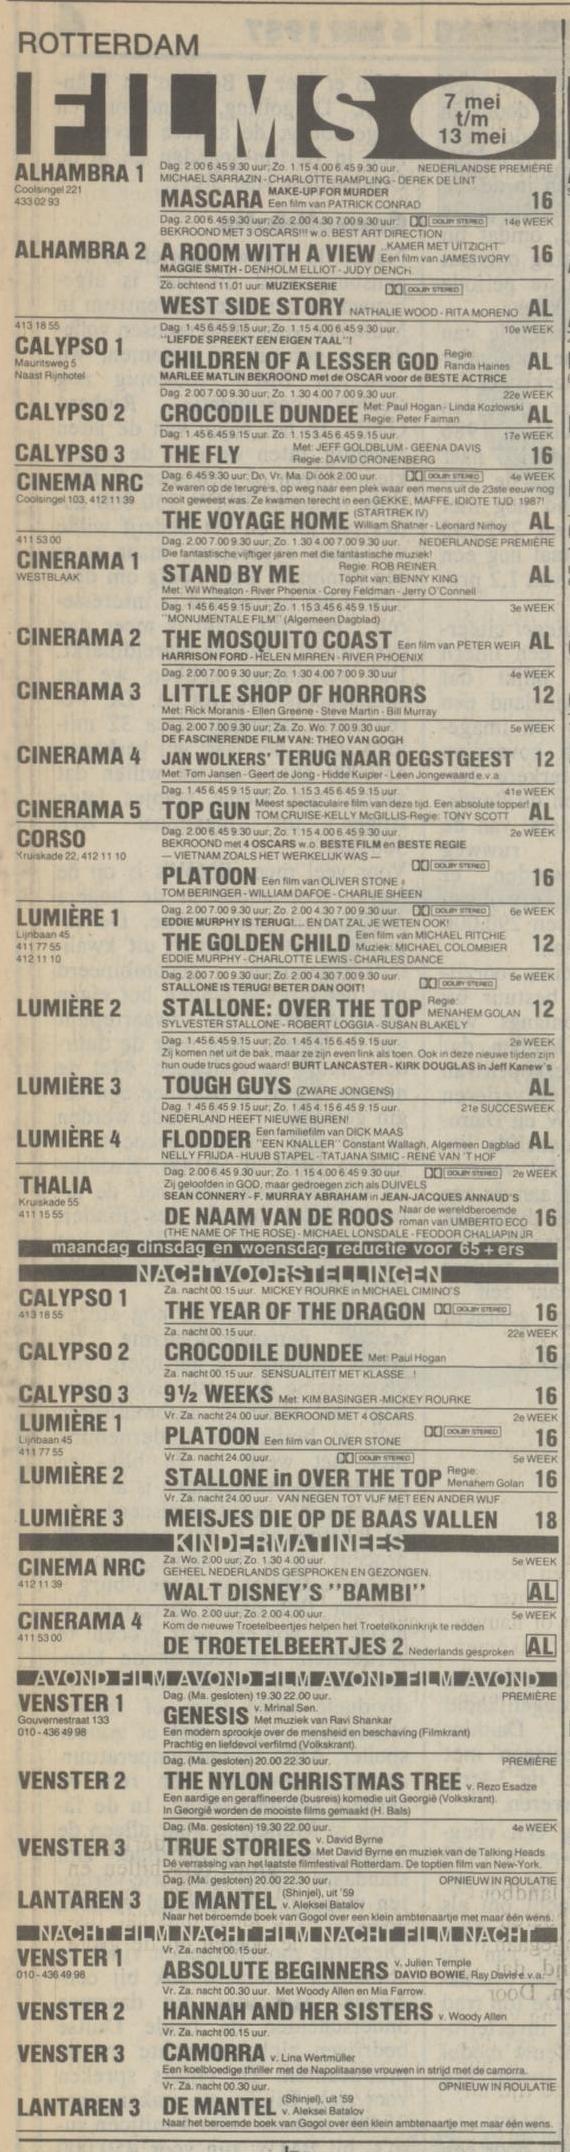 ROTTERDAM
FILMS
7 mei
t/m
13 mei
ALHAMBRA 1
Coolsingel 221
433 02 93
Dag. 2.00 6.45 9.30 uur; Zo. 1.15 4.00 6.45 9.30 uur. NEDERLANDSE PREMIÈRE
MICHAEL SARRAZIN - CHARLOTTE RAMPLING - DEREK DE LINT
MASCARA MAKE-UP FOR MURDER
Een film van PATRICK CONRAD 16
Dag. 2.00 6.45 9.30 uur; Zo. 2.00 4.30 7.00 9.30 uur. DOLBY STEREO 14e WEEK
BEKROOND MET 3 OSCARS!!! w.o. BEST ART DIRECTION
ALHAMBRA 2 A ROOM WITH A VIEW "KAMER MET UITZICHT"
Een film van JAMES IVORY 16
MAGGIE SMITH - DENHOLM ELLIOT - JUDY DENCH
Zo. ochtend 11.01 uur: MUZIEKSERIE DOLBY STEREO
WEST SIDE STORY NATHALIE WOOD - RITA MORENO AL
413 18 55
Dag. 1.45 6.45 9.15 uur; Zo. 1.15 4.00 6.45 9.30 uur. 10e WEEK
"LIEFDE SPREEKT EEN EIGEN TAAL"!
CALYPSO 1
Mauritsweg 5
Naast Rijnhotel
CHILDREN OF A LESSER GOD Regie: Randa Haines AL
MARLEE MATLIN BEKROOND met de OSCAR voor de BESTE ACTRICE
Dag. 2.00 7.00 9.30 uur; Zo. 1.30 4.00 7.00 9.30 uur. 22e WEEK
CALYPSO 2 CROCODILE DUNDEE Met: Paul Hogan - Linda Kozlowski
Regie: Peter Faiman AL
Dag. 1.45 6.45 9.15 uur; Zo. 1.15 3.45 6.45 9.15 uur. 17e WEEK
CALYPSO 3 THE FLY Met: JEFF GOLDBLUM - GEENA DAVIS
Regie: DAVID CRONENBERG 16
CINEMA NRC
Coolsingel 103, 412 11 39
Dag. 6.45 9.30 uur; Do, Vr, Ma, Di óók 2.00 uur. DOLBY STEREO 4e WEEK
Ze waren op de terugreis, op weg naar een plek waar een mens uit de 23ste eeuw nog
nooit geweest was. Ze kwamen terecht in een GEKKE, MAFFE, IDIOTE TIJD: 1987!
THE VOYAGE HOME (STARTREK IV)
William Shatner - Leonard Nimoy AL
411 53 00
Dag. 2.00 7.00 9.30 uur; Zo. 1.30 4.00 7.00 9.30 uur. NEDERLANDSE PREMIÈRE
Die fantastische vijftiger jaren met die fantastische muziek!
CINERAMA 1
WESTBLAAK
STAND BY ME Regie: ROB REINER
Tophit van: BENNY KING AL
Met: Wil Wheaton - River Phoenix - Corey Feldman - Jerry O'Connell
Dag. 1.45 6.45 9.15 uur; Zo. 1.15 3.45 6.45 9.15 uur. 3e WEEK
"MONUMENTALE FILM" (Algemeen Dagblad)
CINERAMA 2 THE MOSQUITO COAST Een film van PETER WEIR AL
HARRISON FORD - HELEN MIRREN - RIVER PHOENIX
Dag. 2.00 7.00 9.30 uur; Zo. 1.30 4.00 7.00 9.30 uur 4e WEEK
CINERAMA 3 LITTLE SHOP OF HORRORS 12
Met: Rick Moranis - Ellen Greene - Steve Martin - Bill Murray
Dag. 2.00 7.00 9.30 uur; Za. Zo. Wo. 7.00 9.30 uur. 5e WEEK
DE FASCINERENDE FILM VAN: THEO VAN GOGH
CINERAMA 4 JAN WOLKERS' TERUG NAAR OEGSTGEEST 12
Met: Tom Jansen - Geert de Jong - Hidde Kuiper - Leen Jongewaard e.v.a.
Dag. 1.45 6.45 9.15 uur; Zo. 1.15 3.45 6.45 9.15 uur. 41e WEEK
CINERAMA 5 TOP GUN Meest spectaculaire film van deze tijd. Een absolute topper!
TOM CRUISE-KELLY McGILLIS-Regie: TONY SCOTT AL
CORSO
Kruiskade 22, 412 11 10
Dag. 2.00 6.45 9.30 uur; Zo. 1.15 4.00 6.45 9.30 uur. 2e WEEK
BEKROOND met 4 OSCARS w.o. BESTE FILM en BESTE REGIE
— VIETNAM ZOALS HET WERKELIJK WAS — DOLBY STEREO
PLATOON Een film van OLIVER STONE 16
TOM BERINGER - WILLIAM DAFOE - CHARLIE SHEEN
LUMIÈRE 1
Lijnbaan 45
411 77 55
412 11 10
Dag. 2.00 7.00 9.30 uur; Zo. 2.00 4.30 7.00 9.30 uur. DOLBY STEREO 6e WEEK
EDDIE MURPHY IS TERUG!... EN DAT ZAL JE WETEN OOK!
THE GOLDEN CHILD Een film van MICHAEL RITCHIE
Muziek: MICHAEL COLOMBIER 12
EDDIE MURPHY - CHARLOTTE LEWIS - CHARLES DANCE
Dag. 2.00 7.00 9.30 uur; Zo. 2.00 4.30 7.00 9.30 uur. DOLBY STEREO 5e WEEK
STALLONE IS TERUG! BETER DAN OOIT!
LUMIÈRE 2 STALLONE: OVER THE TOP Regie: MENAHEM GOLAN 12
SYLVESTER STALLONE - ROBERT LOGGIA - SUSAN BLAKELY
Dag. 1.45 6.45 9.15 uur; Zo. 1.45 4.15 6.45 9.15 uur. 2e WEEK
Zij komen net uit de bak, maar ze zijn even link als toen. Ook in deze nieuwe tijden zijn
hun oude trucs goud waard! BURT LANCASTER - KIRK DOUGLAS in Jeff Kanew's
LUMIÈRE 3 TOUGH GUYS (ZWARE JONGENS) AL
Dag. 1.45 6.45 9.15 uur; Zo. 1.45 4.15 6.45 9.15 uur. 21e SUCCESWEEK
NEDERLAND HEEFT NIEUWE BUREN!
LUMIÈRE 4 FLODDER Een familiefilm van DICK MAAS
"EEN KNALLER" Constant Wallagh, Algemeen Dagblad AL
NELLY FRIJDA - HUUB STAPEL - TATJANA SIMIC - RENÉ VAN 'T HOF
THALIA
Kruiskade 55
411 15 55
Dag. 2.00 6.45 9.30 uur; Zo. 1.15 4.00 6.45 9.30 uur. DOLBY STEREO 2e WEEK
Zij geloofden in GOD, maar gedroegen zich als DUIVELS
SEAN CONNERY - F. MURRAY ABRAHAM in JEAN-JACQUES ANNAUD'S
DE NAAM VAN DE ROOS Naar de wereldberoemde
roman van UMBERTO ECO 16
(THE NAME OF THE ROSE) - MICHAEL LONSDALE - FEODOR CHALIAPIN JR
maandag dinsdag en woensdag reductie voor 65+ers
NACHTVOORSTELLINGEN
CALYPSO 1
413 18 55
Za. nacht 00.15 uur. MICKEY ROURKE in MICHAEL CIMINO'S
THE YEAR OF THE DRAGON DOLBY STEREO 16
Za. nacht 00.15 uur. 22e WEEK
CALYPSO 2 CROCODILE DUNDEE Met: Paul Hogan 16
Za. nacht 00.15 uur. SENSUALITEIT MET KLASSE...!
CALYPSO 3 9½ WEEKS Met: KIM BASINGER - MICKEY ROURKE 16
LUMIÈRE 1
Lijnbaan 45
411 77 55
Vr. Za. nacht 24.00 uur. BEKROOND MET 4 OSCARS 2e WEEK
PLATOON Een film van OLIVER STONE DOLBY STEREO 16
Vr. Za. nacht 24.00 uur. DOLBY STEREO 5e WEEK
LUMIÈRE 2 STALLONE in OVER THE TOP Regie: Menahem Golan 16
Vr. Za. nacht 24.00 uur. VAN NEGEN TOT VIJF MET EEN ANDER WIJF
LUMIÈRE 3 MEISJES DIE OP DE BAAS VALLEN 18
KINDERMATINEES
CINEMA NRC
412 11 39
Za. Wo. 2.00 uur; Zo. 1.30 4.00 uur. 5e WEEK
GEHEEL NEDERLANDS GESPROKEN EN GEZONGEN.
WALT DISNEY'S "BAMBI" AL
CINERAMA 4
411 53 00
Za. Wo. 2.00 uur; Zo. 2.00 4.00 uur. 5e WEEK
Kom de nieuwe Troetelbeertjes helpen het Troetelkoninkrijk te redden
DE TROETELBEERTJES 2 Nederlands gesproken AL
AVOND FILM AVOND FILM AVOND FILM AVOND
VENSTER 1
Gouvernestraat 133
010 - 436 49 98
Dag. (Ma. gesloten) 19.30 22.00 uur. PREMIÈRE
GENESIS v. Mrinal Sen.
Met muziek van Ravi Shankar
Een modern sprookje over de mensheid en beschaving (Filmkrant)
Prachtig en liefdevol verfilmd (Volkskrant).
Dag. (Ma. gesloten) 20.00 22.30 uur. PREMIÈRE
VENSTER 2 THE NYLON CHRISTMAS TREE v. Rezo Esadze
Een aardige en geraffineerde (busreis) komedie uit Georgië (Volkskrant).
In Georgië worden de mooiste films gemaakt (H. Bals)
Dag. (Ma. gesloten) 19.30 22.00 uur. 4e WEEK
VENSTER 3 TRUE STORIES v. David Byrne
Met David Byrne en muziek van de Talking Heads
Dé verrassing van het laatste filmfestival Rotterdam. De toptien film van New-York.
Dag. (Ma. gesloten) 20.00 22.30 uur. OPNIEUW IN ROULATIE
LANTAREN 3 DE MANTEL (Shinjel), uit '59
v. Aleksei Batalov
Naar het beroemde boek van Gogol over een klein ambtenaartje met maar één wens.
NACHT FILM NACHT FILM NACHT FILM NACHT
VENSTER 1
010 - 436 49 98
Vr. Za. nacht 00.15 uur.
ABSOLUTE BEGINNERS v. Julien Temple
DAVID BOWIE, Ray Davis e.v.a.
Vr. Za. nacht 00.30 uur. Met Woody Allen en Mia Farrow.
VENSTER 2 HANNAH AND HER SISTERS v. Woody Allen
Vr. Za. nacht 00.15 uur.
VENSTER 3 CAMORRA v. Lina Wertmüller
Een koelbloedige thriller met de Napolitaanse vrouwen in strijd met de camorra.
Vr. Za. nacht 00.30 uur. OPNIEUW IN ROULATIE
LANTAREN 3 DE MANTEL (Shinjel), uit '59
v. Aleksei Batalov
Naar het beroemde boek van Gogol over een klein ambtenaartje met maar één wens.